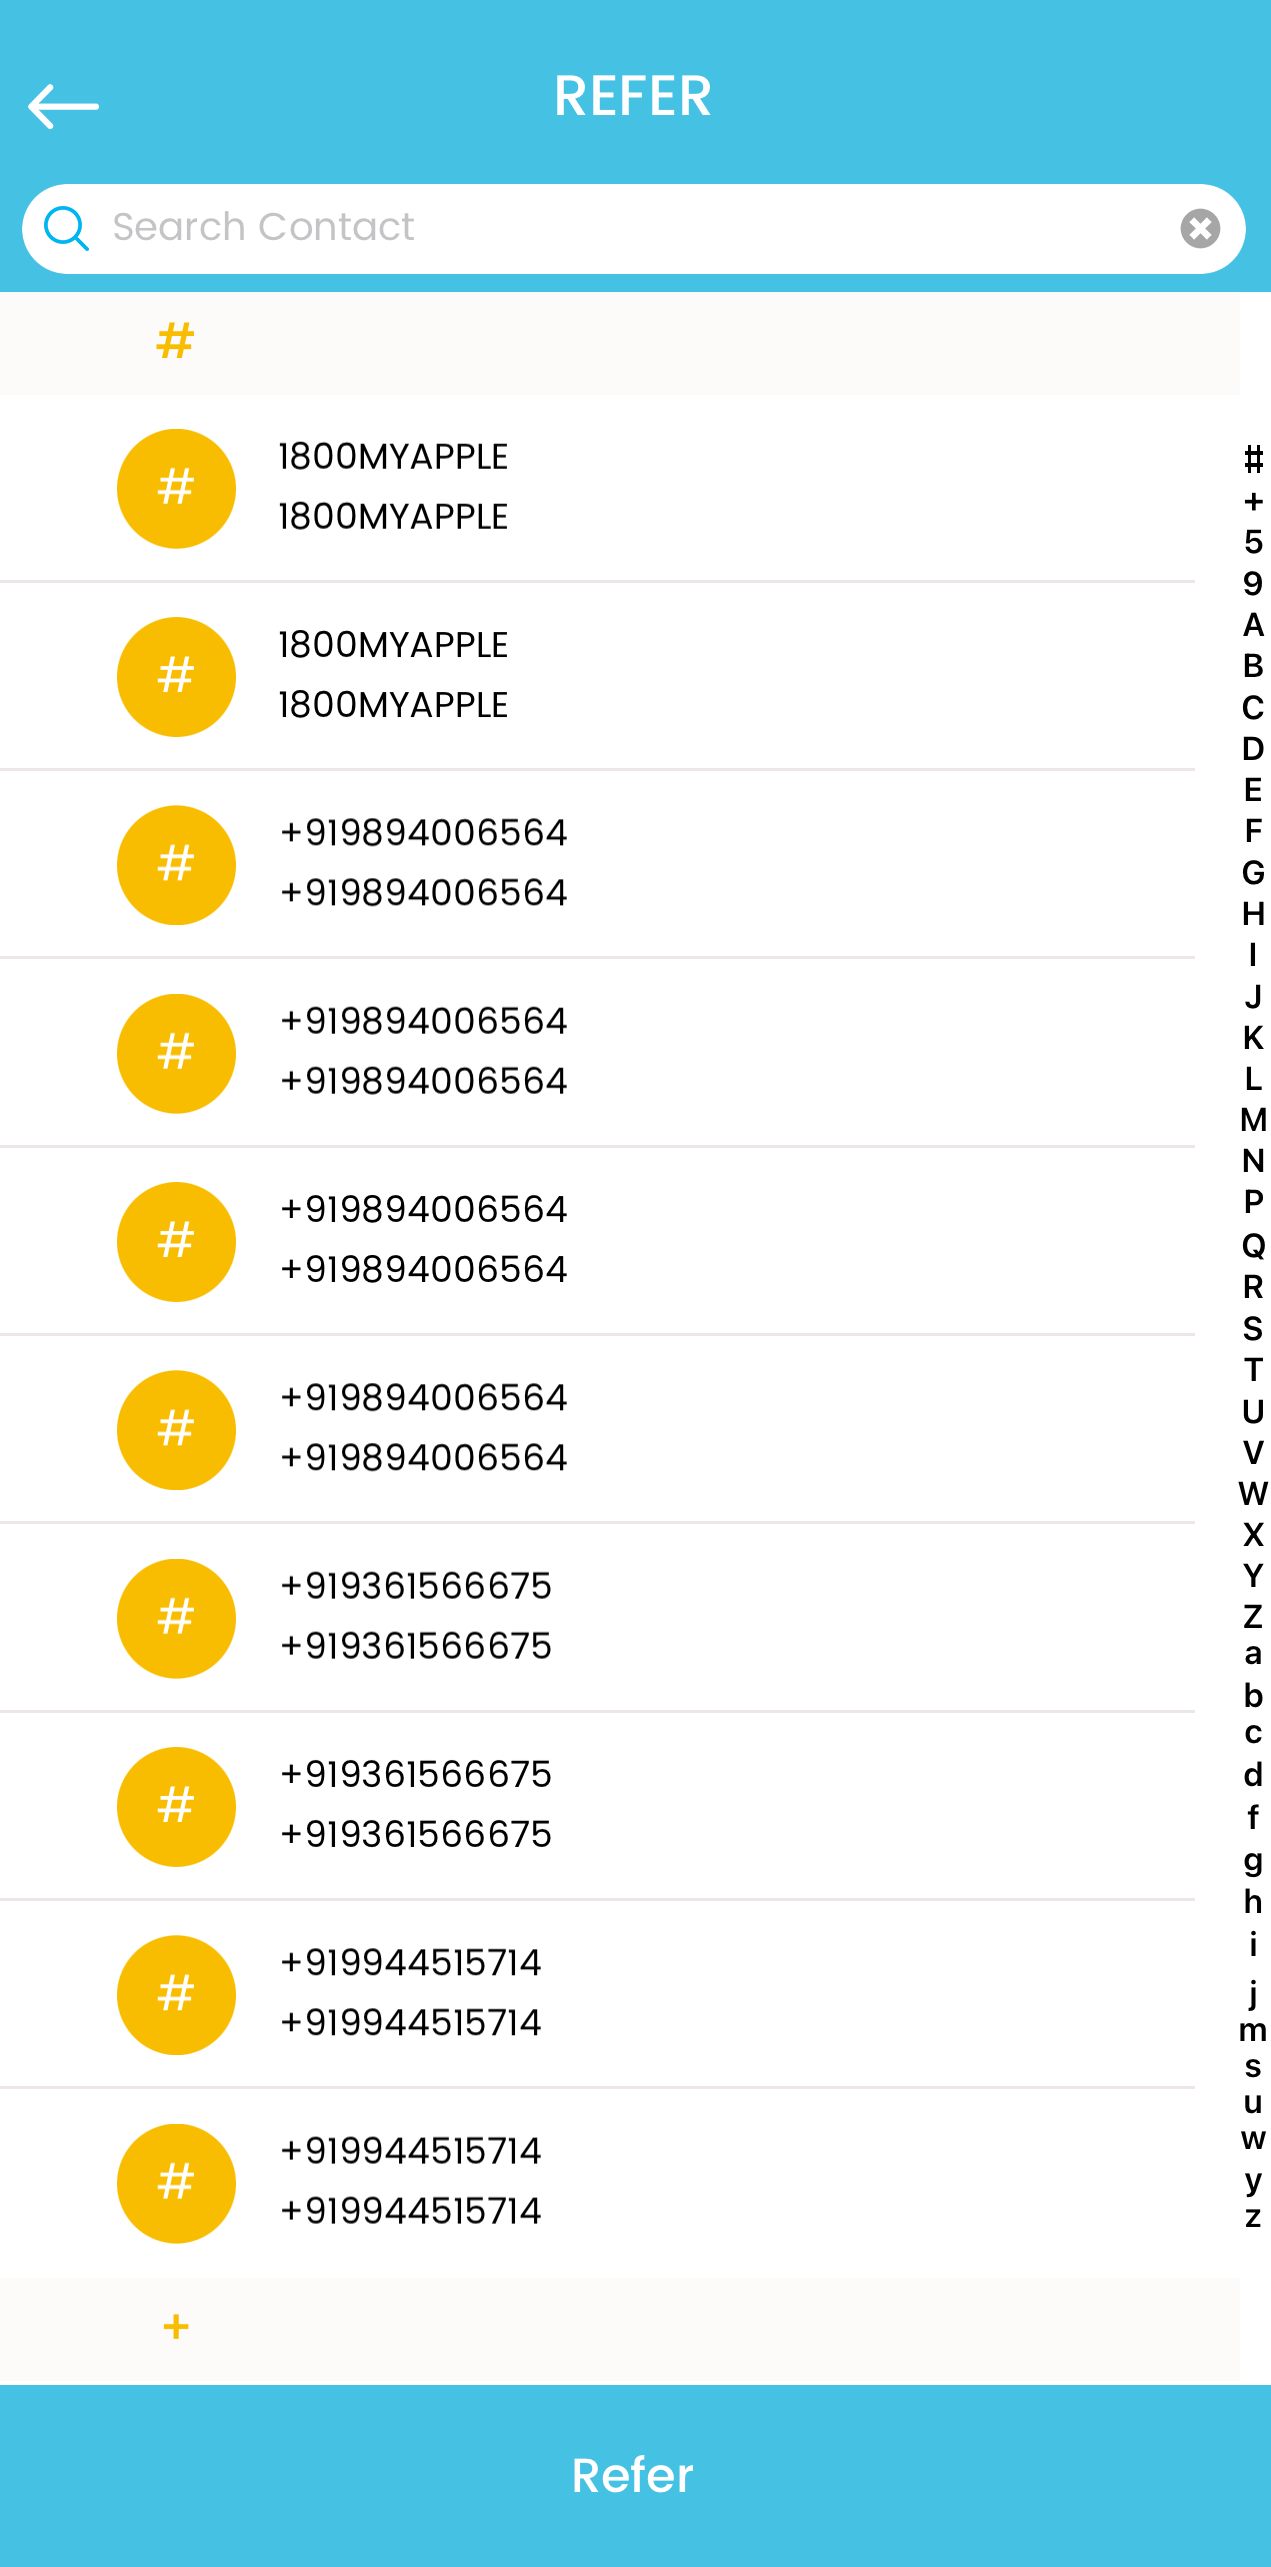 REFER
Search Contact
#
#
1800MYAPPLE
1800MYAPPLE
#
1800MYAPPLE
1800MYAPPLE
#
+919894006564
+919894006564
#
+919894006564
+919894006564
#
+919894006564
+919894006564
#
+919894006564
+919894006564
#
+919361566675
+919361566675
#
+919361566675
+919361566675
#
+919944515714
+919944515714
#
+919944515714
+919944515714
+
#
+
5
9
A
B
C
D
E
F
G
H
I
J
K
L
M
N
P
Q
R
S
T
U
V
W
X
Y
Z
a
b
c
d
f
g
h
i
j
m
s
u
w
y
z
Refer